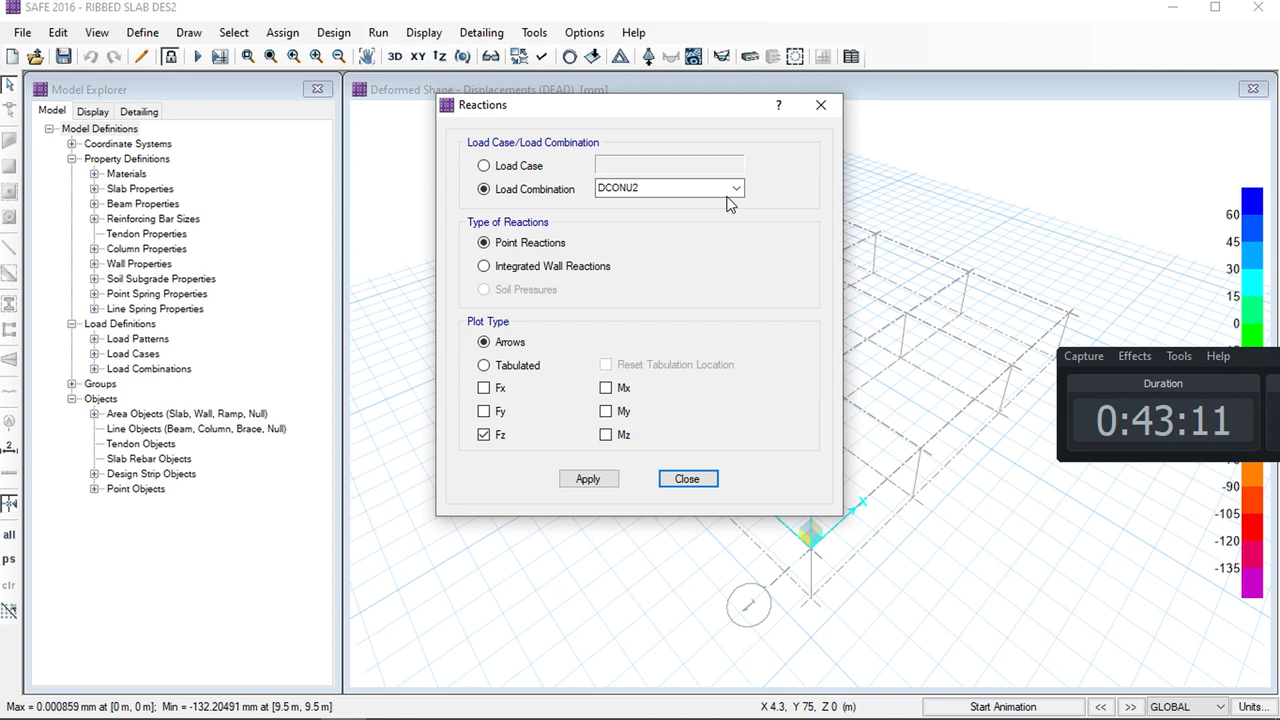 SAFE 2016 - RIBBED SLAB DES2
File Edit View Define Draw Select Assign Design Run Display Detailing Tools Options Help
3D XY
Model Explorer
Model Display Detailing
Model Definitions
Coordinate Systems
Property Definitions
Materials
Slab Properties
Beam Properties
Reinforcing Bar Sizes
Tendon Properties
Column Properties
Wall Properties
Soil Subgrade Properties
Point Spring Properties
Line Spring Properties
Load Definitions
Load Patterns
Load Cases
Load Combinations
Groups
Objects
Area Objects (Slab, Wall, Ramp, Null)
Line Objects (Beam, Column, Brace, Null)
Tendon Objects
Slab Rebar Objects
Design Strip Objects
Point Objects
all
ps
clr
Deformed Shape - Displacements (DEAD) [mm]
Reactions ?
Load Case/Load Combination
Load Case
Load Combination DCONU2
Type of Reactions
Point Reactions
Integrated Wall Reactions
Soil Pressures
Plot Type
Arrows
Tabulated Reset Tabulation Location
Fx Mx
Fy My
Fz Mz
Apply Close
X
1
60
45
30
15
0
-90
-105
-120
-135
Capture Effects Tools Help
Duration
0:43:11
Max = 0.000859 mm at [0 m, 0 m]; Min = -132.20491 mm at [9.5 m, 9.5 m] X 4.3, Y 75, Z 0 (m) Start Animation << >> GLOBAL Units...